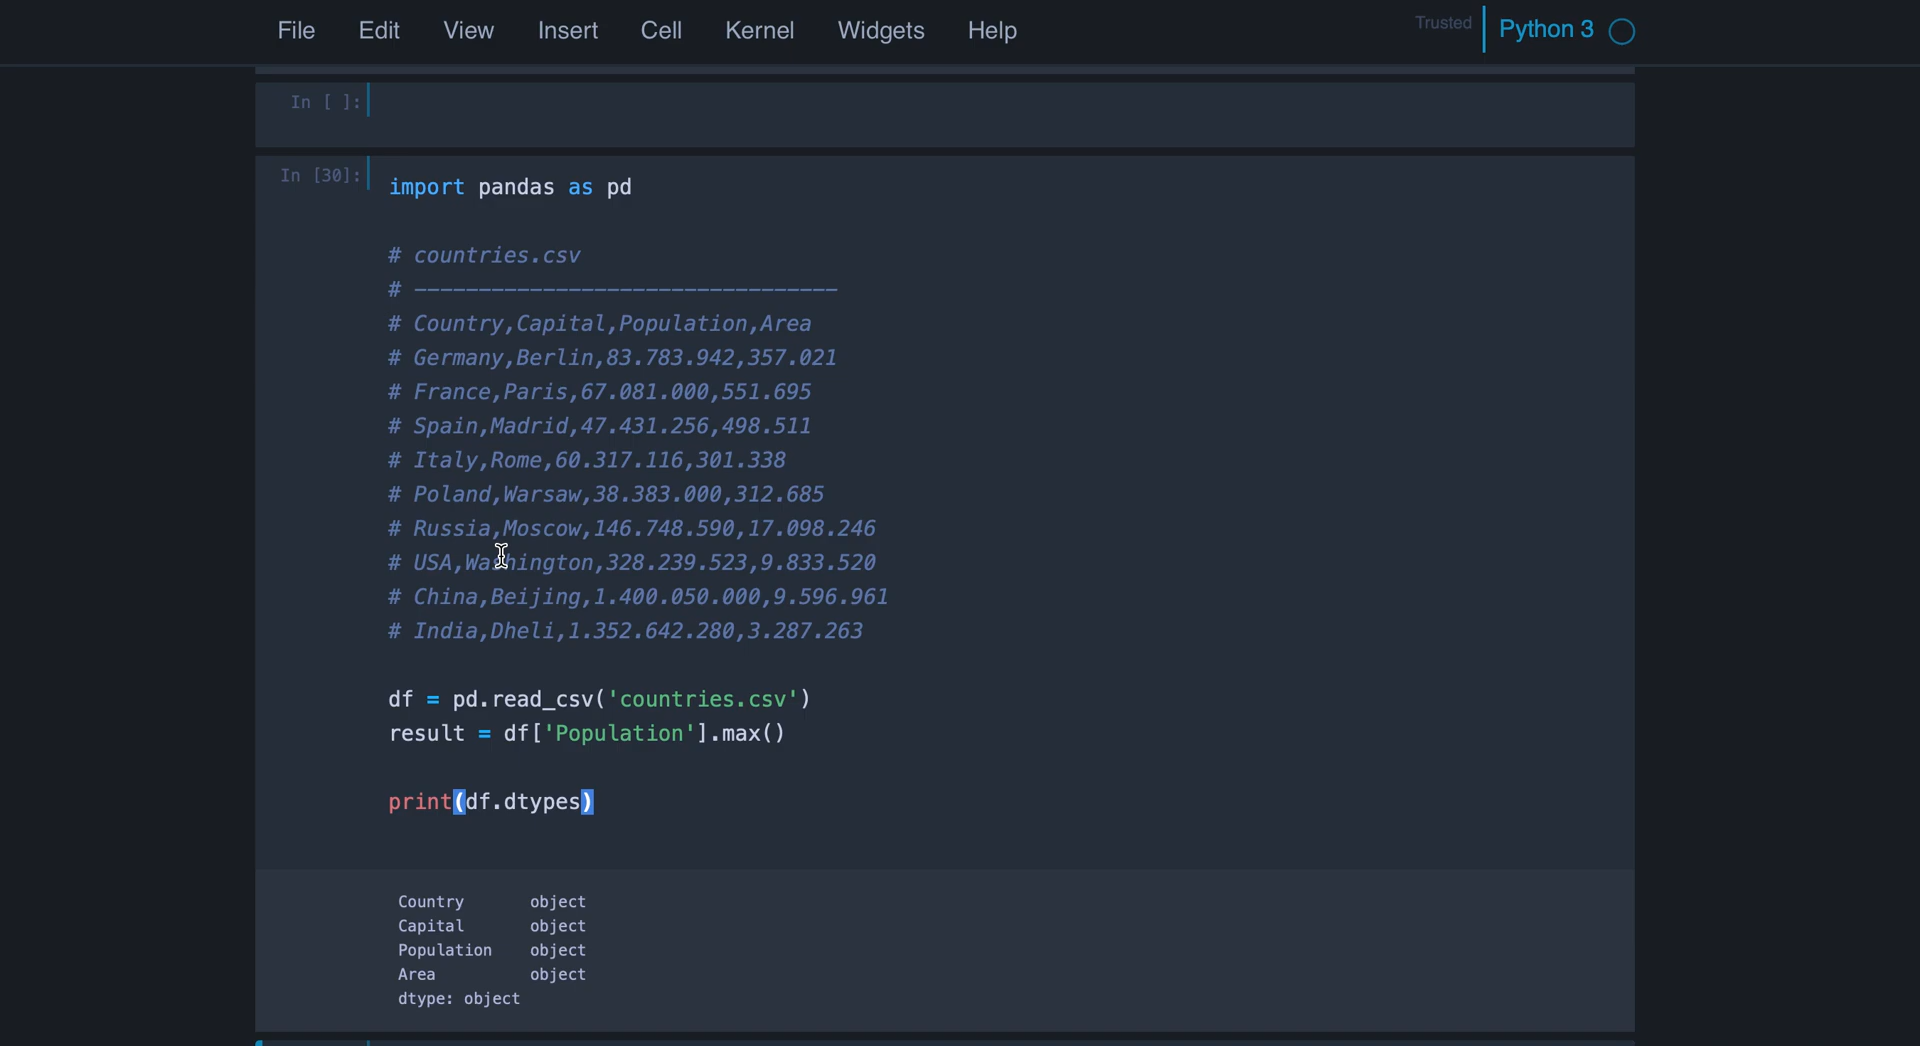 File Edit View Insert Cell Kernel Widgets Help Trusted Python 3
In [ ]:
In [30]: import pandas as pd
# countries.csv
# ---------------------------------
# Country,Capital,Population,Area
# Germany,Berlin,83.783.942,357.021
# France,Paris,67.081.000,551.695
# Spain,Madrid,47.431.256,498.511
# Italy,Rome,60.317.116,301.338
# Poland,Warsaw,38.383.000,312.685
# Russia,Moscow,146.748.590,17.098.246
# USA,Washington,328.239.523,9.833.520
# China,Beijing,1.400.050.000,9.596.961
# India,Dheli,1.352.642.280,3.287.263
df = pd.read_csv('countries.csv')
result = df['Population'].max()
print(df.dtypes)
Country object
Capital object
Population object
Area object
dtype: object